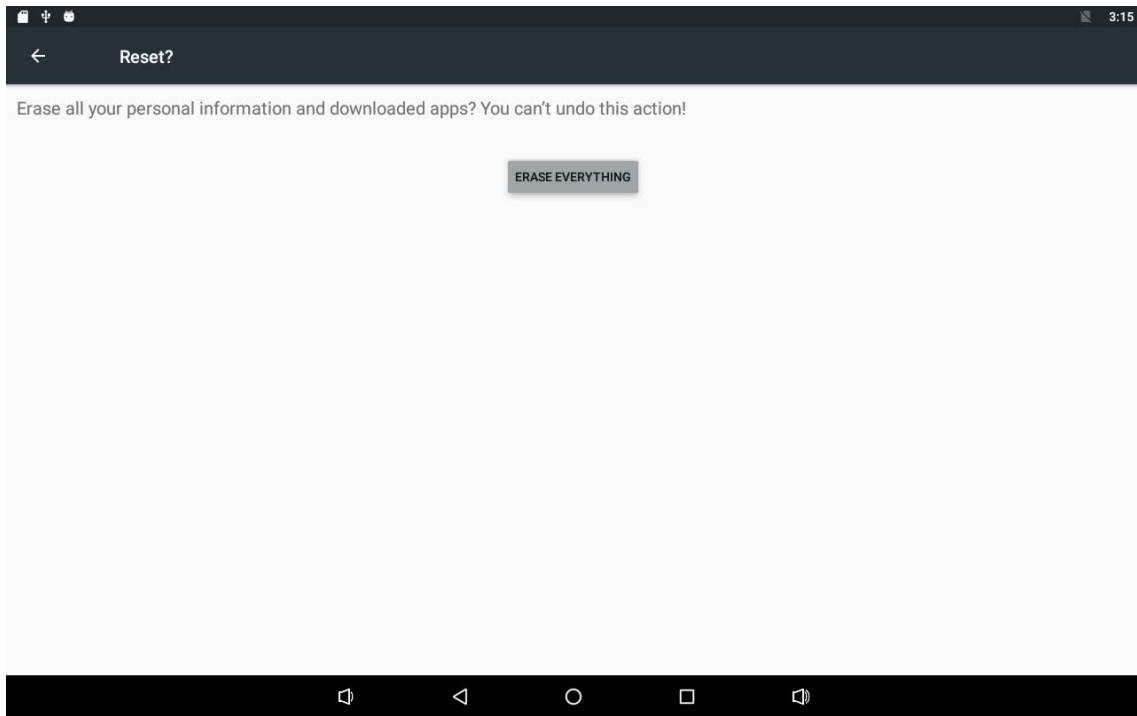 3:15
Reset?
Erase all your personal information and downloaded apps? You can't undo this action!
ERASE EVERYTHING